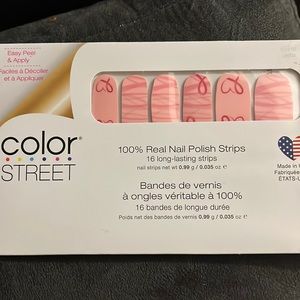 Easy Peel
& Apply
Faciles à Décoller
et à Appliquer
color
STREET
100% Real Nail Polish Strips
16 long-lasting strips
nail strips net wt 0.99 g / 0.035 oz ℮
Bandes de vernis
à ongles véritable à 100%
16 bandes de longue durée
Poids net des bandes de vernis 0,99 g / 0.035 oz ℮
Made in
Fabriquée
ÉTATS-U